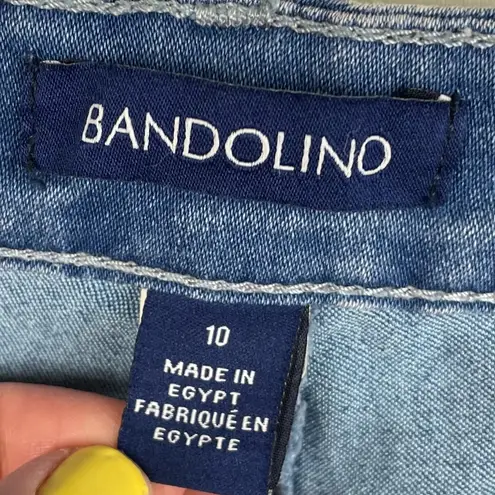 BANDOLINO
10
MADE IN
EGYPT
FABRIQUÉ EN
EGYPTE